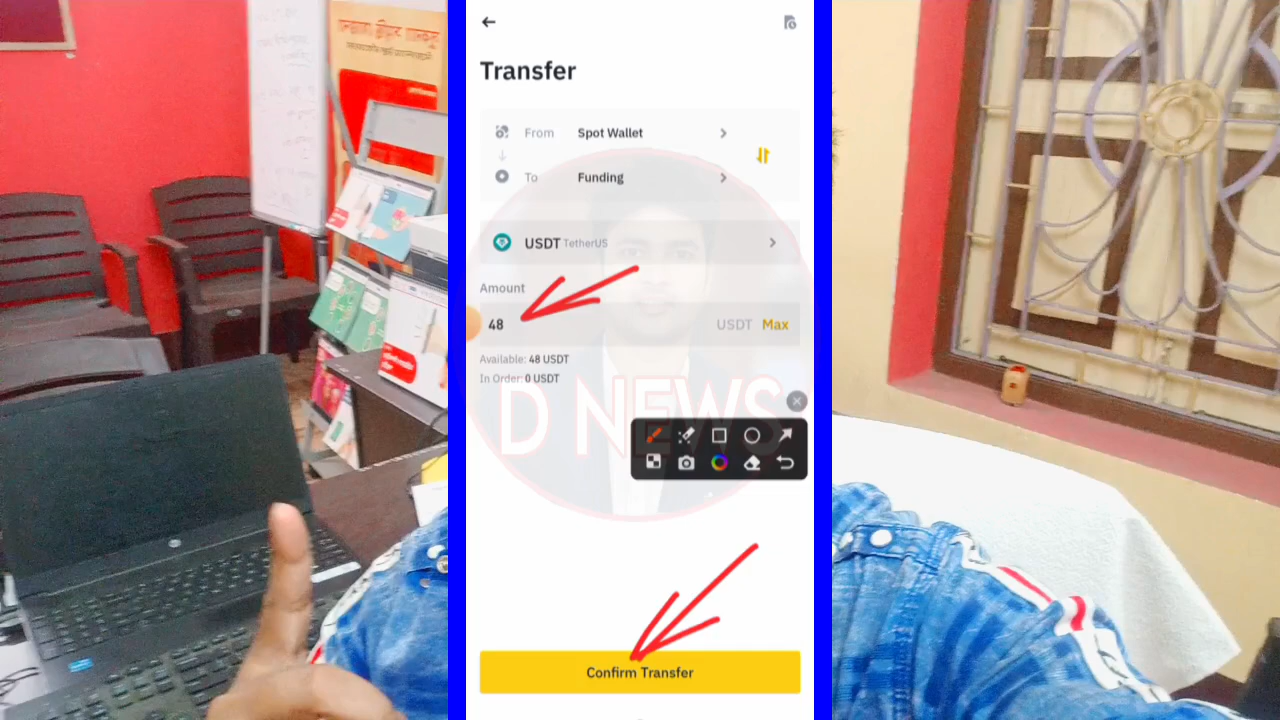 Transfer
From Spot Wallet
To Funding
USDT TetherUS
Amount
48 USDT Max
Available: 48 USDT
In Order: 0 USDT
D NEWS
Confirm Transfer